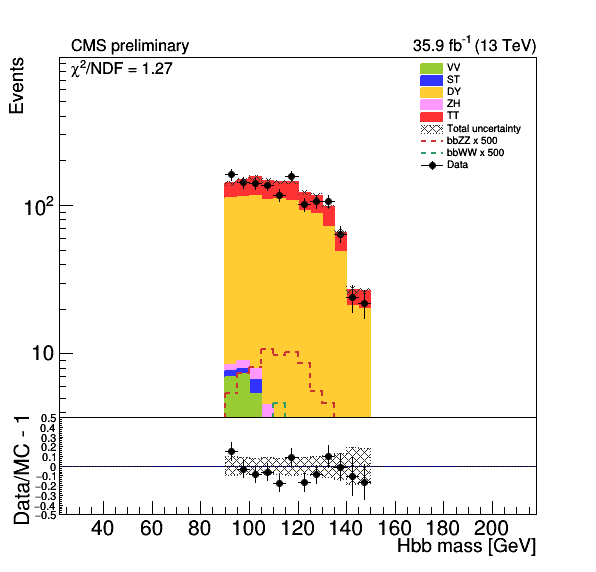 CMS preliminary 35.9 fb⁻¹ (13 TeV)
Events
χ²/NDF = 1.27
VV
ST
DY
ZH
TT
Total uncertainty
bbZZ x 500
bbWW x 500
Data
10²
10
Data/MC - 1
0.5
0.4
0.3
0.2
0.1
0
−0.1
−0.2
−0.3
−0.4
−0.5
40 60 80 100 120 140 160 180 200
Hbb mass [GeV]